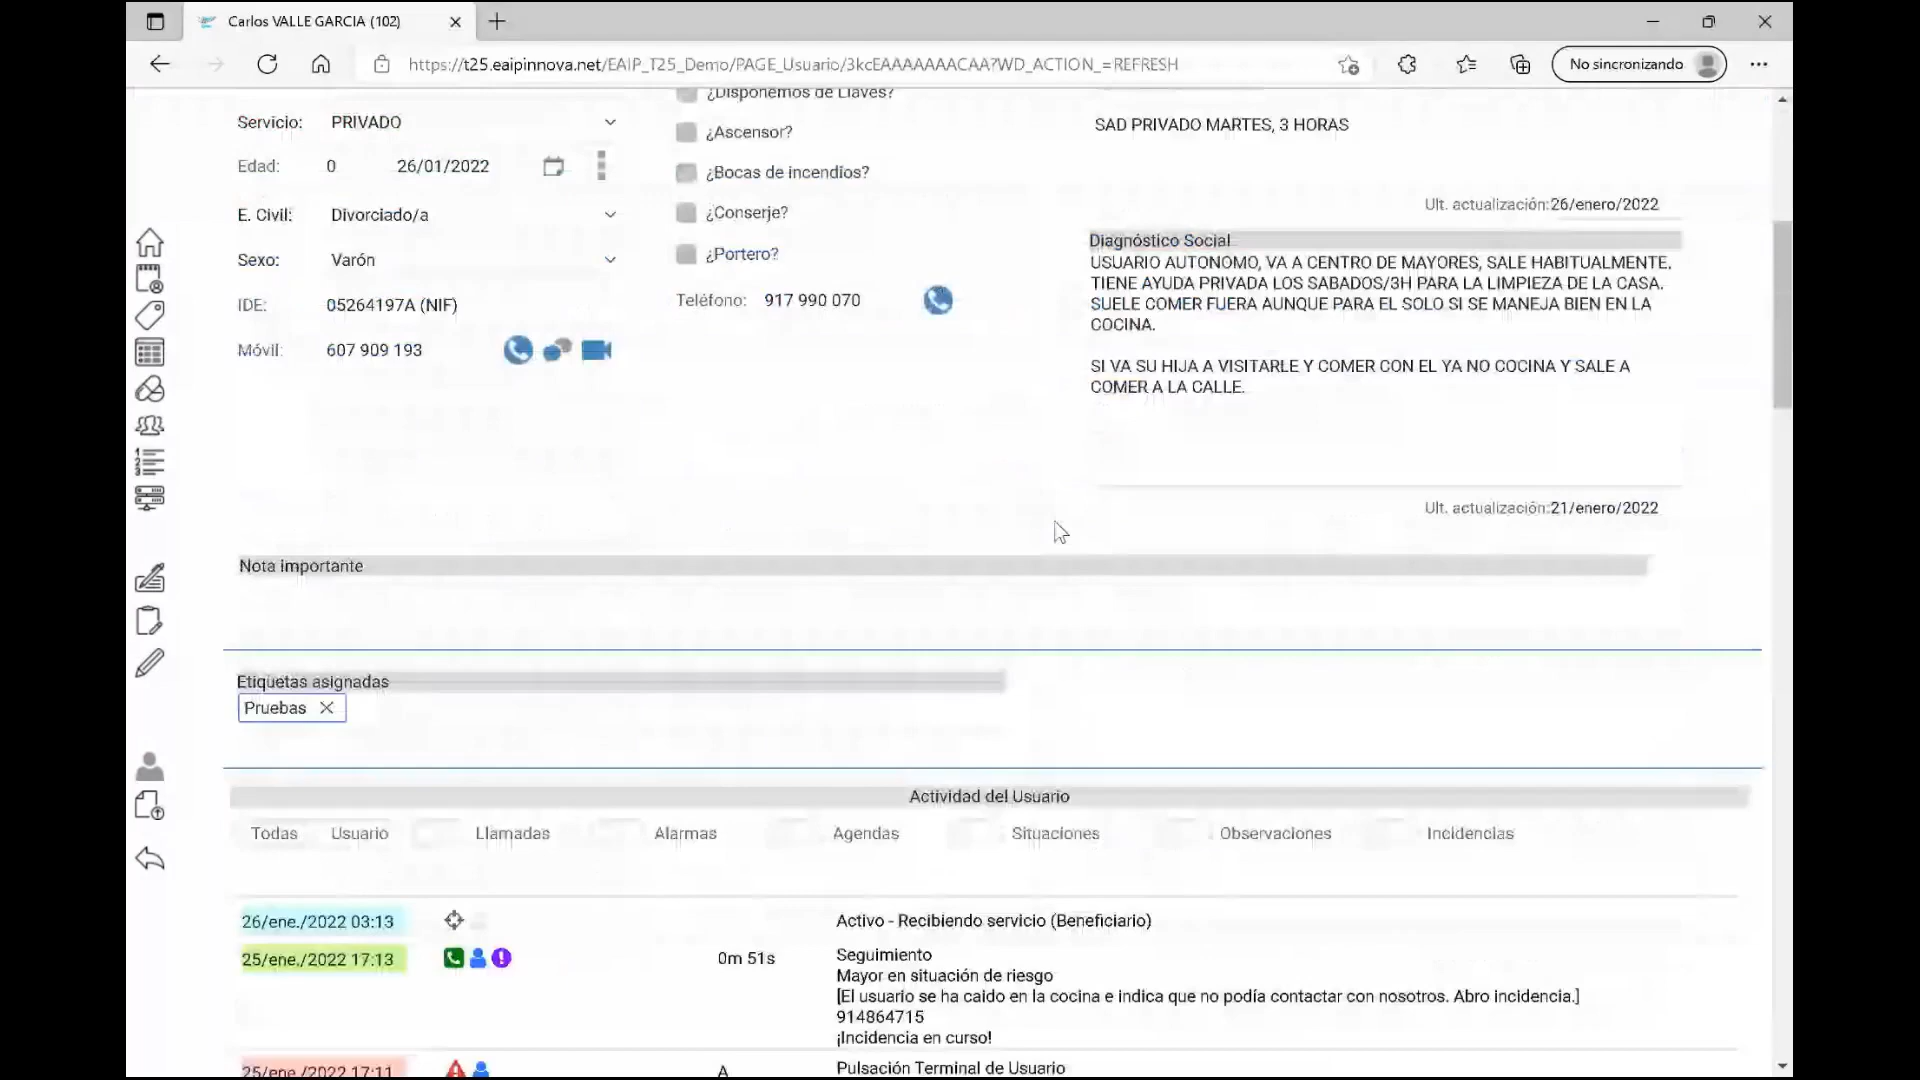 Carlos VALLE GARCIA (102)
https://t25.eaipinnova.net/EAIP_T25_Demo/PAGE_Usuario/3kcEAAAAAAACAA?WD_ACTION_=REFRESH
No sincronizando
¿Disponemos de Llaves?
Servicio: PRIVADO
¿Ascensor?
SAD PRIVADO MARTES, 3 HORAS
Edad: 0 26/01/2022
¿Bocas de incendios?
E. Civil: Divorciado/a
¿Conserje?
Ult. actualización:26/enero/2022
Sexo: Varón
¿Portero?
Diagnóstico Social
USUARIO AUTONOMO, VA A CENTRO DE MAYORES, SALE HABITUALMENTE.
TIENE AYUDA PRIVADA LOS SABADOS/3H PARA LA LIMPIEZA DE LA CASA.
SUELE COMER FUERA AUNQUE PARA EL SOLO SI SE MANEJA BIEN EN LA
COCINA.
IDE: 05264197A (NIF)
Teléfono: 917 990 070
Móvil: 607 909 193
SI VA SU HIJA A VISITARLE Y COMER CON EL YA NO COCINA Y SALE A
COMER A LA CALLE.
Ult. actualización:21/enero/2022
Nota importante
Etiquetas asignadas
Pruebas
Actividad del Usuario
Todas Usuario Llamadas Alarmas Agendas Situaciones Observaciones Incidencias
26/ene./2022 03:13 Activo - Recibiendo servicio (Beneficiario)
25/ene./2022 17:13 0m 51s Seguimiento
Mayor en situación de riesgo
[El usuario se ha caido en la cocina e indica que no podía contactar con nosotros. Abro incidencia.]
914864715
¡Incidencia en curso!
25/ene./2022 17:11 A Pulsación Terminal de Usuario